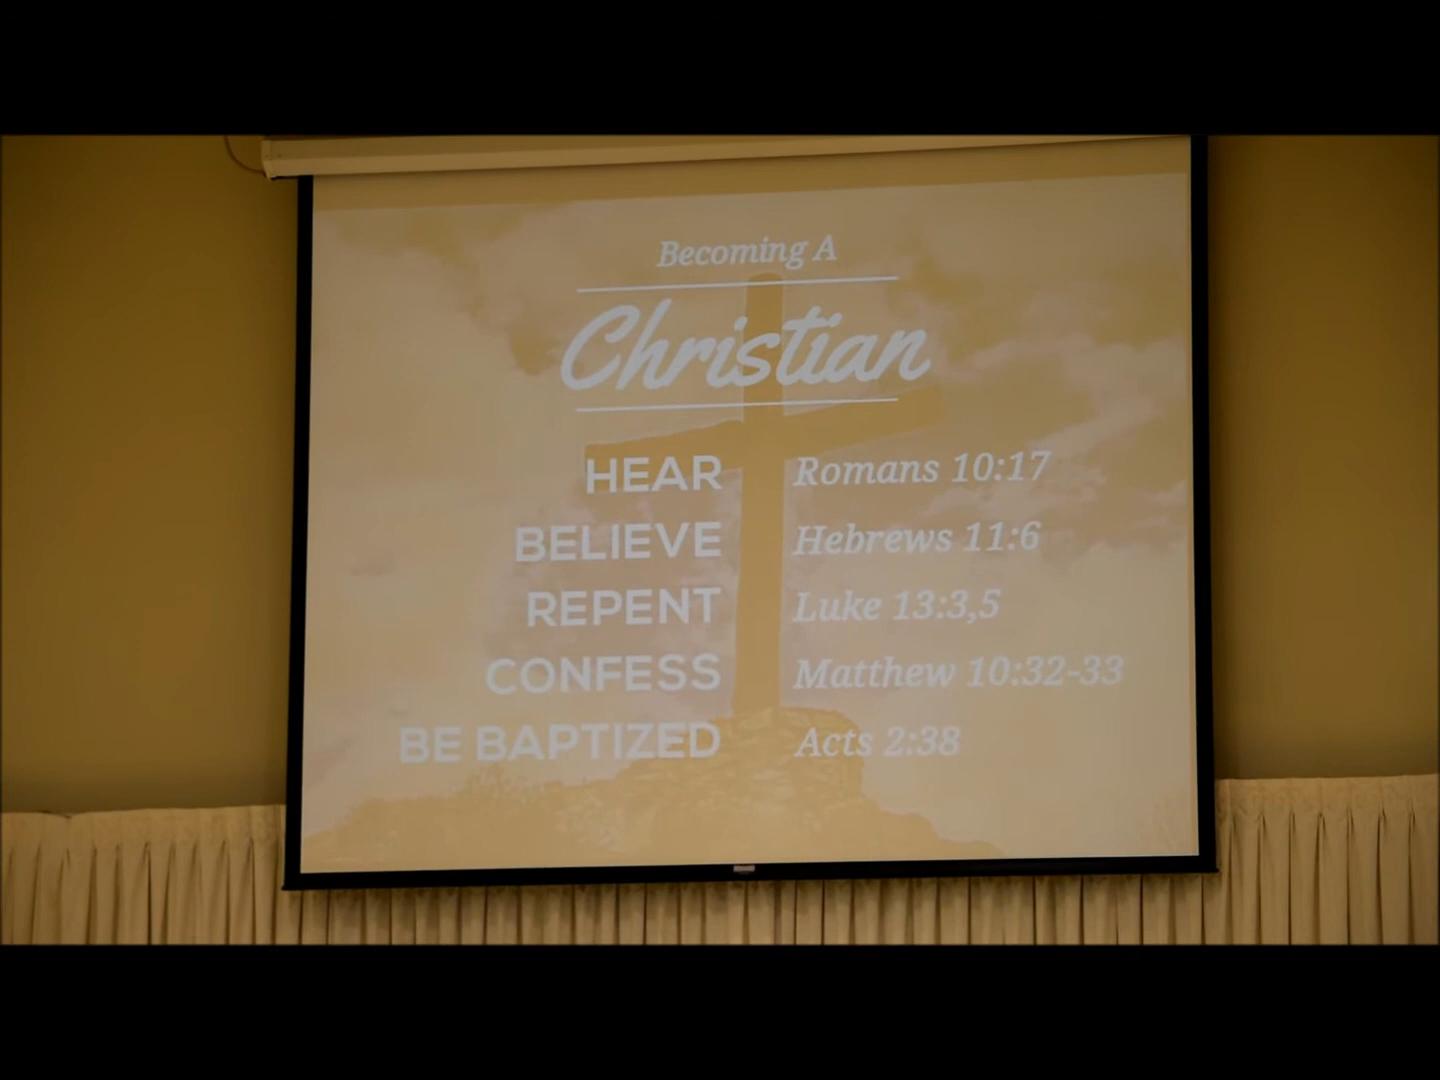 Becoming A
Christian
HEAR Romans 10:17
BELIEVE Hebrews 11:6
REPENT Luke 13:3,5
CONFESS Matthew 10:32-33
BE BAPTIZED Acts 2:38